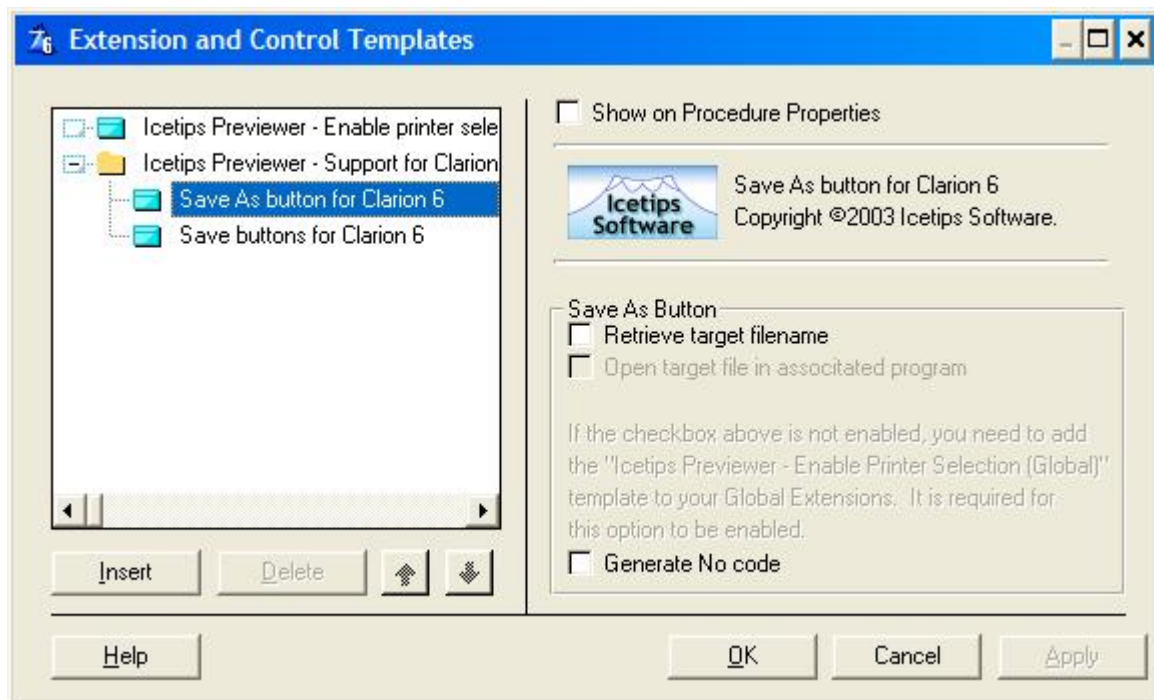 Extension and Control Templates
Icetips Previewer - Enable printer sele
Icetips Previewer - Support for Clarion
Save As button for Clarion 6
Save buttons for Clarion 6
Insert
Delete
Help
Show on Procedure Properties
Icetips
Software
Save As button for Clarion 6
Copyright ©2003 Icetips Software.
Save As Button
Retrieve target filename
Open target file in associtated program
If the checkbox above is not enabled, you need to add
the "Icetips Previewer - Enable Printer Selection (Global)"
template to your Global Extensions. It is required for
this option to be enabled.
Generate No code
OK
Cancel
Apply